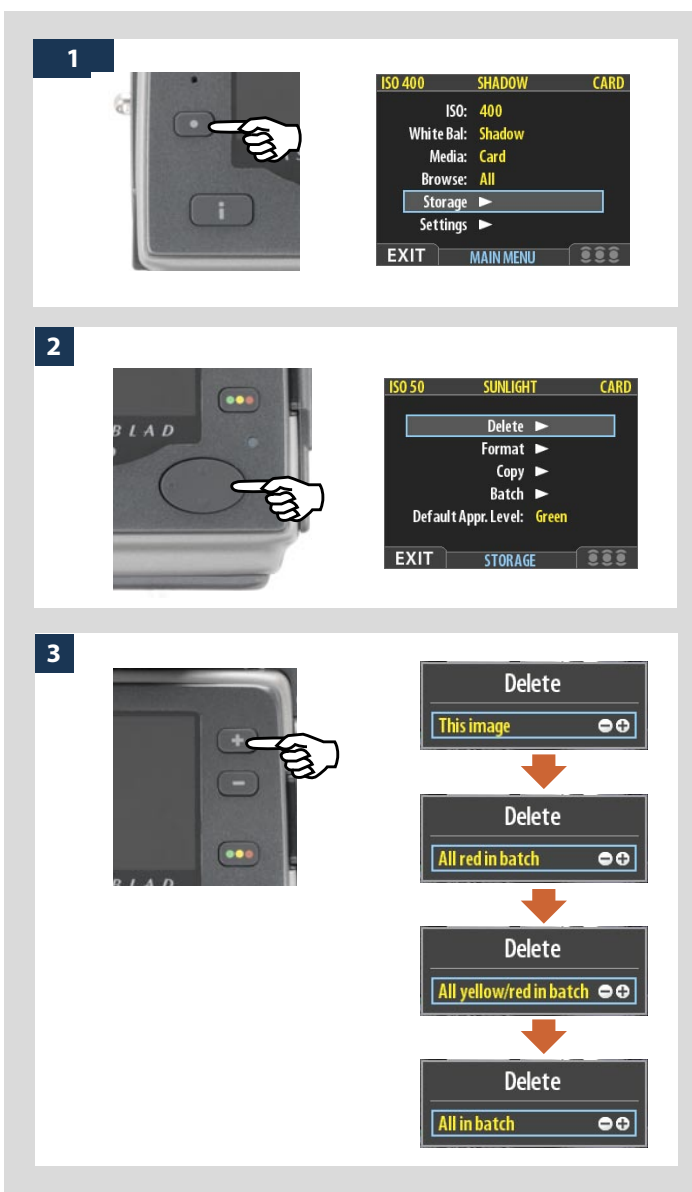 1
i
ISO 400 SHADOW CARD
ISO: 400
White Bal: Shadow
Media: Card
Browse: All
Storage
Settings
EXIT MAIN MENU
2
BLAD
ISO 50 SUNLIGHT CARD
Delete
Format
Copy
Batch
Default Appr. Level: Green
EXIT STORAGE
3
BLAD
Delete
This image
Delete
All red in batch
Delete
All yellow/red in batch
Delete
All in batch